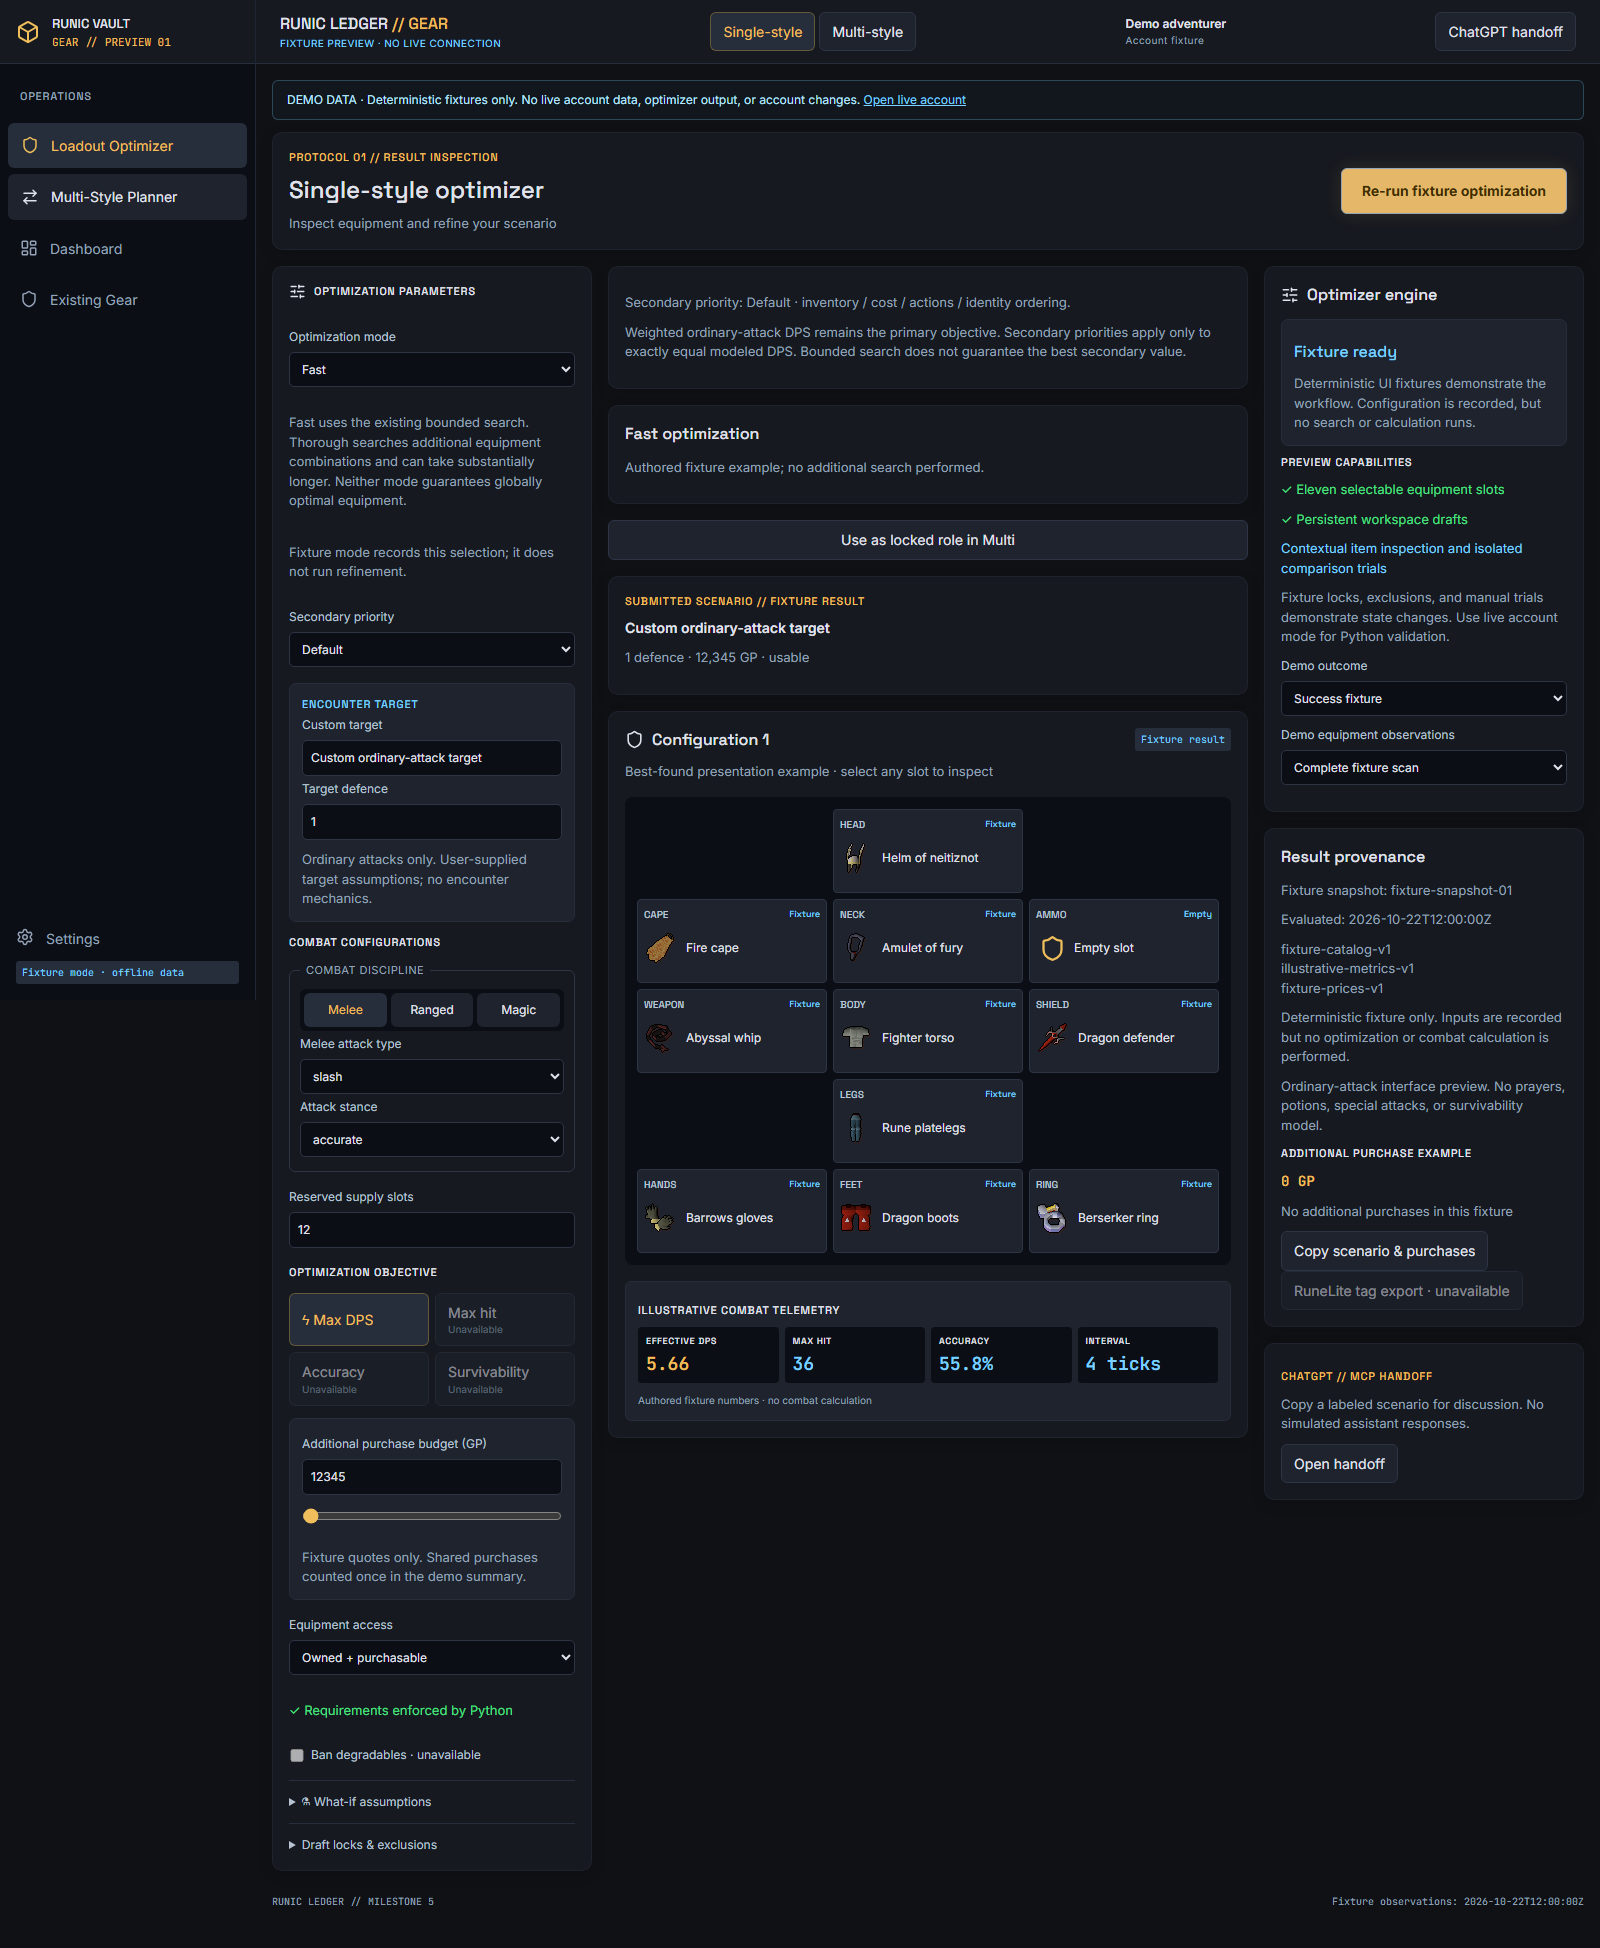 RUNIC VAULT
GEAR // PREVIEW 01
RUNIC LEDGER // GEAR
FIXTURE PREVIEW · NO LIVE CONNECTION
Single-style
Multi-style
Demo adventurer
Account fixture
ChatGPT handoff
OPERATIONS
Loadout Optimizer
Multi-Style Planner
Dashboard
Existing Gear
Settings
Fixture mode · offline data
DEMO DATA · Deterministic fixtures only. No live account data, optimizer output, or account changes. Open live account
PROTOCOL 01 // RESULT INSPECTION
Single-style optimizer
Inspect equipment and refine your scenario
Re-run fixture optimization
OPTIMIZATION PARAMETERS
Optimization mode
Fast
Fast uses the existing bounded search.
Thorough searches additional equipment
combinations and can take substantially
longer. Neither mode guarantees globally
optimal equipment.
Fixture mode records this selection; it does
not run refinement.
Secondary priority
Default
ENCOUNTER TARGET
Custom target
Custom ordinary-attack target
Target defence
1
Ordinary attacks only. User-supplied
target assumptions; no encounter
mechanics.
COMBAT CONFIGURATIONS
COMBAT DISCIPLINE
Melee
Ranged
Magic
Melee attack type
slash
Attack stance
accurate
Reserved supply slots
12
OPTIMIZATION OBJECTIVE
ϟ Max DPS
Max hit
Unavailable
Accuracy
Unavailable
Survivability
Unavailable
Additional purchase budget (GP)
12345
Fixture quotes only. Shared purchases
counted once in the demo summary.
Equipment access
Owned + purchasable
✓ Requirements enforced by Python
Ban degradables · unavailable
▶ ⚗ What-if assumptions
▶ Draft locks & exclusions
Secondary priority: Default · inventory / cost / actions / identity ordering.
Weighted ordinary-attack DPS remains the primary objective. Secondary priorities apply only to
exactly equal modeled DPS. Bounded search does not guarantee the best secondary value.
Fast optimization
Authored fixture example; no additional search performed.
Use as locked role in Multi
SUBMITTED SCENARIO // FIXTURE RESULT
Custom ordinary-attack target
1 defence · 12,345 GP · usable
Configuration 1
Fixture result
Best-found presentation example · select any slot to inspect
HEAD
Fixture
Helm of neitiznot
CAPE
Fixture
Fire cape
NECK
Fixture
Amulet of fury
AMMO
Empty
Empty slot
WEAPON
Fixture
Abyssal whip
BODY
Fixture
Fighter torso
SHIELD
Fixture
Dragon defender
LEGS
Fixture
Rune platelegs
HANDS
Fixture
Barrows gloves
FEET
Fixture
Dragon boots
RING
Fixture
Berserker ring
ILLUSTRATIVE COMBAT TELEMETRY
EFFECTIVE DPS
5.66
MAX HIT
36
ACCURACY
55.8%
INTERVAL
4 ticks
Authored fixture numbers · no combat calculation
Optimizer engine
Fixture ready
Deterministic UI fixtures demonstrate the
workflow. Configuration is recorded, but
no search or calculation runs.
PREVIEW CAPABILITIES
✓ Eleven selectable equipment slots
✓ Persistent workspace drafts
Contextual item inspection and isolated
comparison trials
Fixture locks, exclusions, and manual trials
demonstrate state changes. Use live account
mode for Python validation.
Demo outcome
Success fixture
Demo equipment observations
Complete fixture scan
Result provenance
Fixture snapshot: fixture-snapshot-01
Evaluated: 2026-10-22T12:00:00Z
fixture-catalog-v1
illustrative-metrics-v1
fixture-prices-v1
Deterministic fixture only. Inputs are recorded
but no optimization or combat calculation is
performed.
Ordinary-attack interface preview. No prayers,
potions, special attacks, or survivability
model.
ADDITIONAL PURCHASE EXAMPLE
0 GP
No additional purchases in this fixture
Copy scenario & purchases
RuneLite tag export · unavailable
CHATGPT // MCP HANDOFF
Copy a labeled scenario for discussion. No
simulated assistant responses.
Open handoff
RUNIC LEDGER // MILESTONE 5
Fixture observations: 2026-10-22T12:00:00Z